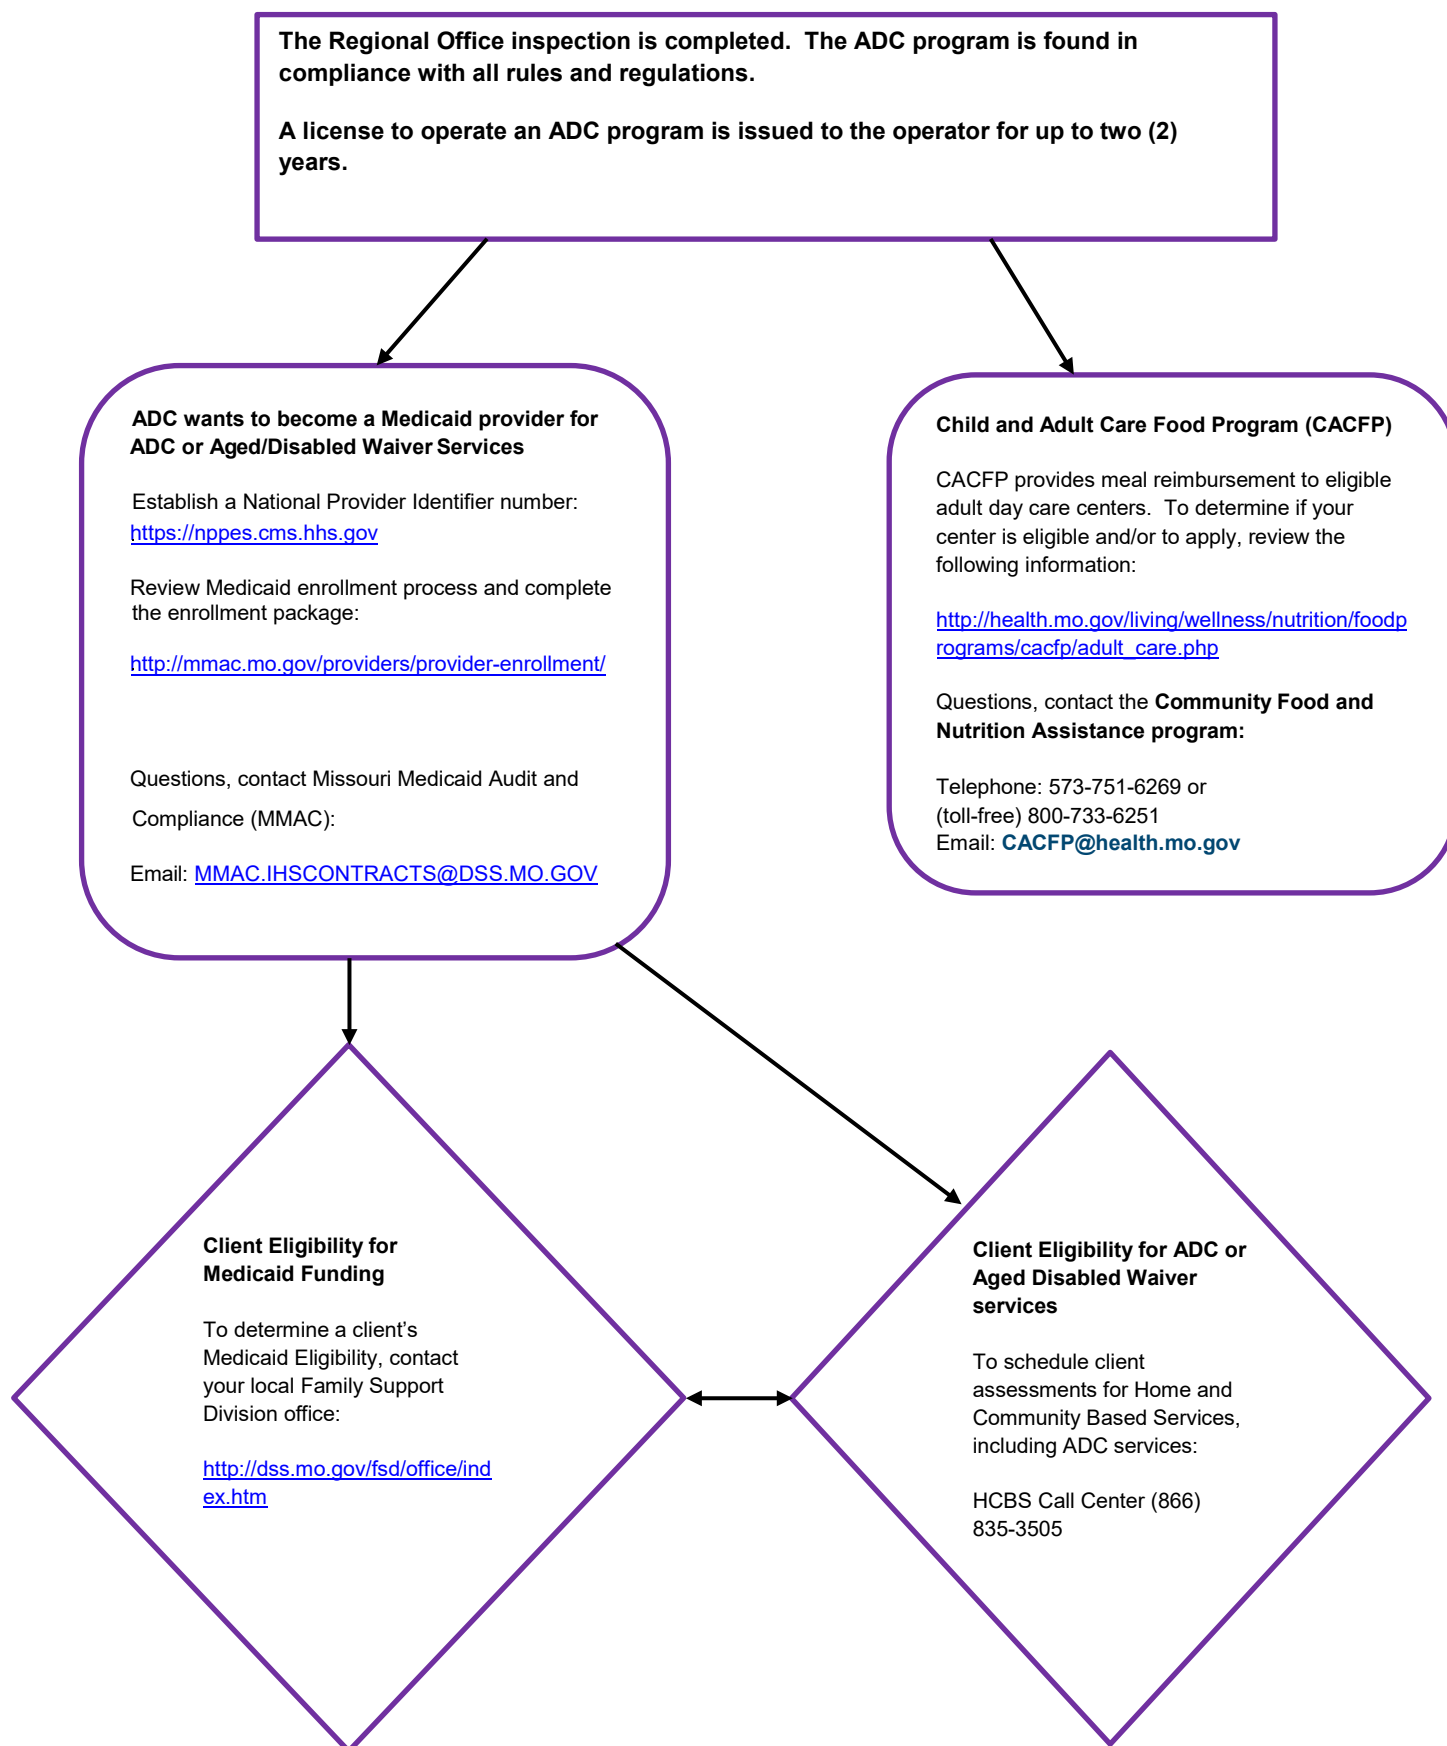 The Regional Office inspection is completed.  The ADC program is found in
compliance with all rules and regulations.
A license to operate an ADC program is issued to the operator for up to two (2)
years.
ADC wants to become a Medicaid provider for
ADC or Aged/Disabled Waiver Services
Establish a National Provider Identifier number:
https://nppes.cms.hhs.gov
Review Medicaid enrollment process and complete
the enrollment package:
http://mmac.mo.gov/providers/provider-enrollment/
Questions, contact Missouri Medicaid Audit and
Compliance (MMAC):
Email: MMAC.IHSCONTRACTS@DSS.MO.GOV
Child and Adult Care Food Program (CACFP)
CACFP provides meal reimbursement to eligible
adult day care centers.  To determine if your
center is eligible and/or to apply, review the
following information:
http://health.mo.gov/living/wellness/nutrition/foodp
rograms/cacfp/adult_care.php
Questions, contact the Community Food and
Nutrition Assistance program:
Telephone: 573-751-6269 or
(toll-free) 800-733-6251
Email: CACFP@health.mo.gov
Client Eligibility for
Medicaid Funding
To determine a client's
Medicaid Eligibility, contact
your local Family Support
Division office:
http://dss.mo.gov/fsd/office/ind
ex.htm
Client Eligibility for ADC or
Aged Disabled Waiver
services
To schedule client
assessments for Home and
Community Based Services,
including ADC services:
HCBS Call Center (866)
835-3505